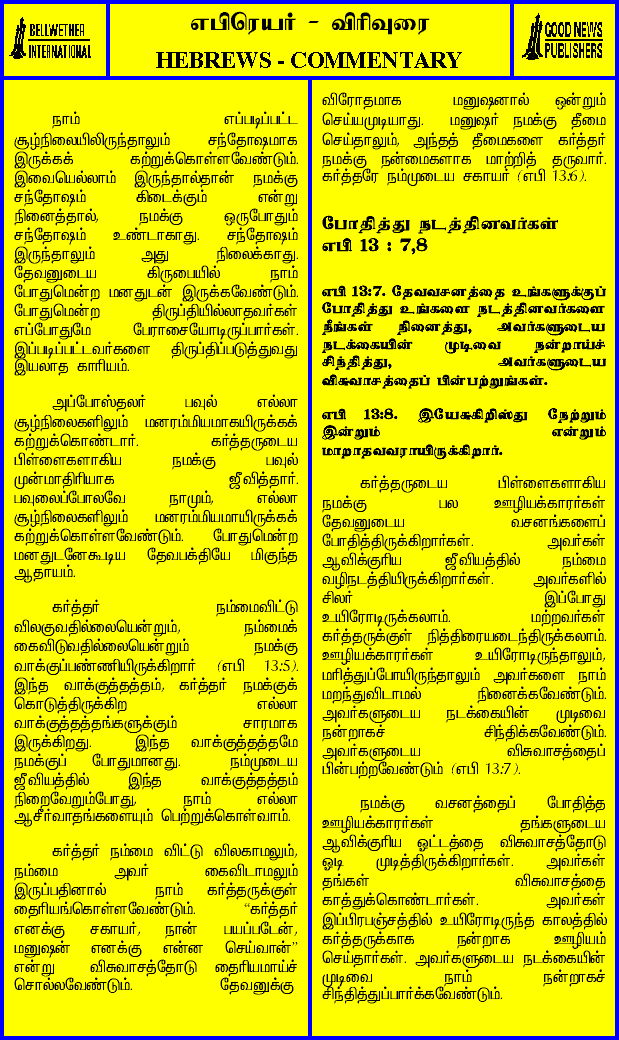 BELLWETHER
INTERNATIONAL
எபிரெயர் - விரிவுரை
HEBREWS - COMMENTARY
GOOD NEWS
PUBLISHERS
நாம் எப்படிப்பட்ட
சூழ்நிலையிலிருந்தாலும் சந்தோஷமாக
இருக்கக் கற்றுக்கொள்ளவேண்டும்.
இவையெல்லாம் இருந்தால்தான் நமக்கு
சந்தோஷம் கிடைக்கும் என்று
நினைத்தால், நமக்கு ஒருபோதும்
சந்தோஷம் உண்டாகாது. சந்தோஷம்
இருந்தாலும் அது நிலைக்காது.
தேவனுடைய கிருபையில் நாம்
போதுமென்ற மனதுடன் இருக்கவேண்டும்.
போதுமென்ற திருப்தியில்லாதவர்கள்
எப்போதுமே பேராசையோடிருப்பார்கள்.
இப்படிப்பட்டவர்களை திருப்திப்படுத்துவது
இயலாத காரியம்.
அப்போஸ்தலர் பவுல் எல்லா
சூழ்நிலைகளிலும் மனரம்மியமாகயிருக்கக்
கற்றுக்கொண்டார். கர்த்தருடைய
பிள்ளைகளாகிய நமக்கு பவுல்
முன்மாதிரியாக ஜீவித்தார்.
பவுலைப்போலவே நாமும், எல்லா
சூழ்நிலைகளிலும் மனரம்மியமாயிருக்கக்
கற்றுக்கொள்ளவேண்டும். போதுமென்ற
மனதுடனேகூடிய தேவபக்தியே மிகுந்த
ஆதாயம்.
கர்த்தர் நம்மைவிட்டு
விலகுவதில்லையென்றும், நம்மைக்
கைவிடுவதில்லையென்றும் நமக்கு
வாக்குப்பண்ணியிருக்கிறார் (எபி 13:5).
இந்த வாக்குத்தத்தம், கர்த்தர் நமக்குக்
கொடுத்திருக்கிற எல்லா
வாக்குத்தத்தங்களுக்கும் சாரமாக
இருக்கிறது. இந்த வாக்குத்தத்தமே
நமக்குப் போதுமானது. நம்முடைய
ஜீவியத்தில் இந்த வாக்குத்தத்தம்
நிறைவேறும்போது, நாம் எல்லா
ஆசீர்வாதங்களையும் பெற்றுக்கொள்வாம்.
கர்த்தர் நம்மை விட்டு விலகாமலும்,
நம்மை அவர் கைவிடாமலும்
இருப்பதினால் நாம் கர்த்தருக்குள்
தைரியங்கொள்ளவேண்டும். “கர்த்தர்
எனக்கு சகாயர், நான் பயப்படேன்,
மனுஷன் எனக்கு என்ன செய்வான்”
என்று விசுவாசத்தோடு தைரியமாய்ச்
சொல்லவேண்டும். தேவனுக்கு
விரோதமாக மனுஷனால் ஒன்றும்
செய்யமுடியாது. மனுஷர் நமக்கு தீமை
செய்தாலும், அந்தத் தீமைகளை கர்த்தர்
நமக்கு நன்மைகளாக மாற்றித் தருவார்.
கர்த்தரே நம்முடைய சகாயர் (எபி 13:6).
போதித்து நடத்தினவர்கள்
எபி 13 : 7,8
எபி 13:7. தேவவசனத்தை உங்களுக்குப்
போதித்து உங்களை நடத்தினவர்களை
நீங்கள் நினைத்து, அவர்களுடைய
நடக்கையின் முடிவை நன்றாய்ச்
சிந்தித்து, அவர்களுடைய
விசுவாசத்தைப் பின்பற்றுங்கள்.
எபி 13:8. இயேசுகிறிஸ்து நேற்றும்
இன்றும் என்றும்
மாறாதவவராயிருக்கிறார்.
கர்த்தருடைய பிள்ளைகளாகிய
நமக்கு பல ஊழியக்காரர்கள்
தேவனுடைய வசனங்களைப்
போதித்திருக்கிறார்கள். அவர்கள்
ஆவிக்குரிய ஜீவியத்தில் நம்மை
வழிநடத்தியிருக்கிறார்கள். அவர்களில்
சிலர் இப்போது
உயிரோடிருக்கலாம். மற்றவர்கள்
கர்த்தருக்குள் நித்திரையடைந்திருக்கலாம்.
ஊழியக்காரர்கள் உயிரோடிருந்தாலும்,
மரித்துப்போயிருந்தாலும் அவர்களை நாம்
மறந்துவிடாமல் நினைக்கவேண்டும்.
அவர்களுடைய நடக்கையின் முடிவை
நன்றாகச் சிந்திக்கவேண்டும்.
அவர்களுடைய விசுவாசத்தைப்
பின்பற்றவேண்டும் (எபி 13:7).
நமக்கு வசனத்தைப் போதித்த
ஊழியக்காரர்கள் தங்களுடைய
ஆவிக்குரிய ஓட்டத்தை விசுவாசத்தோடு
ஓடி முடித்திருக்கிறார்கள். அவர்கள்
தங்கள் விசுவாசத்தை
காத்துக்கொண்டார்கள். அவர்கள்
இப்பிரபஞ்சத்தில் உயிரோடிருந்த காலத்தில்
கர்த்தருக்காக நன்றாக ஊழியம்
செய்தார்கள். அவர்களுடைய நடக்கையின்
முடிவை நாம் நன்றாகச்
சிந்தித்துப்பார்க்கவேண்டும்.